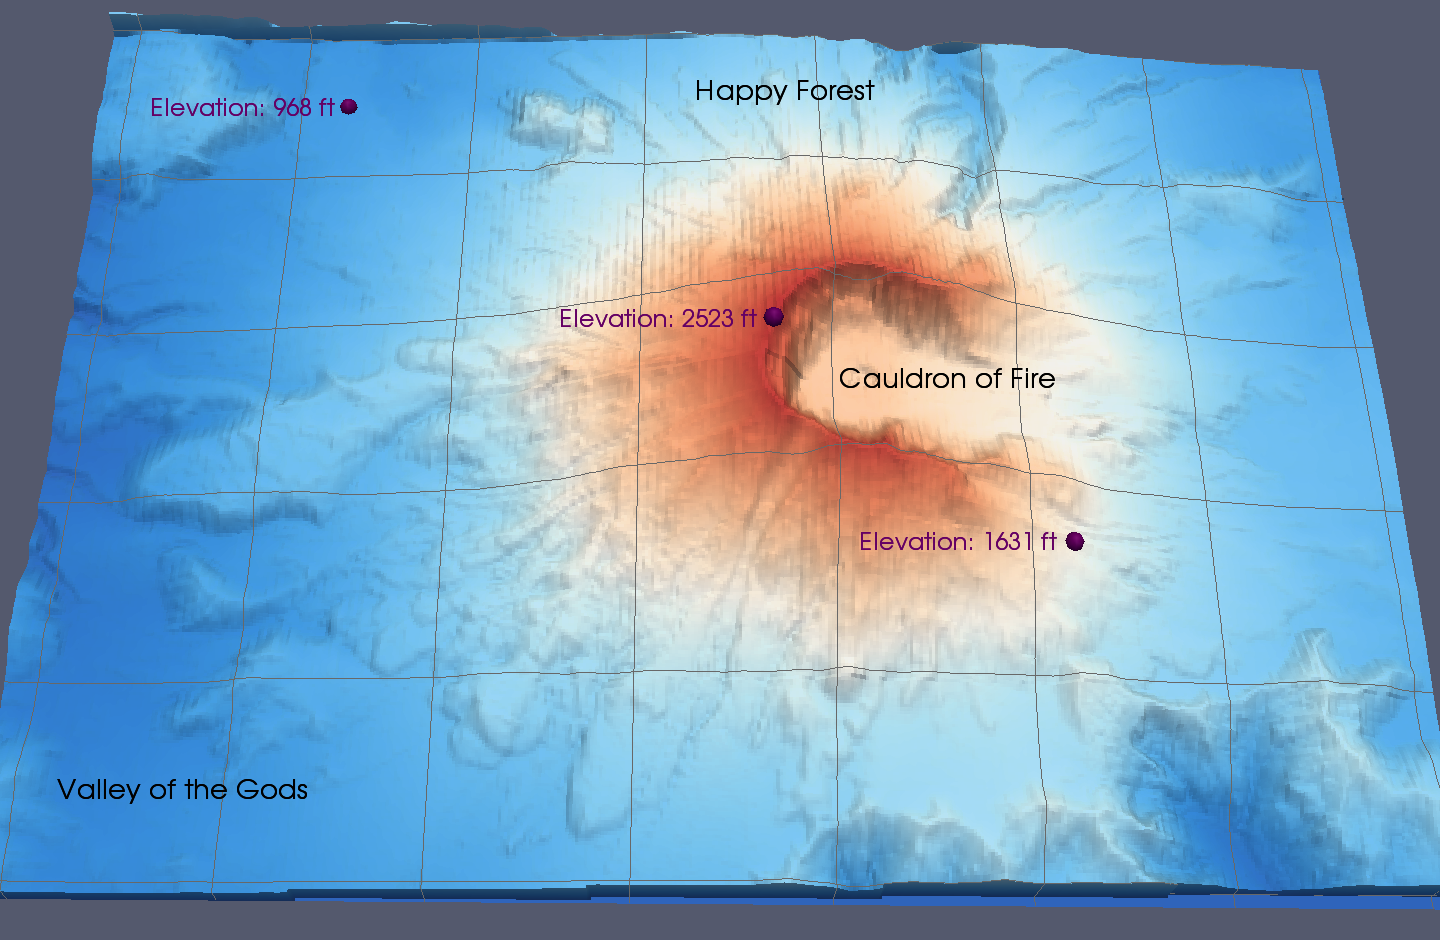 Happy Forest
Elevation: 968 ft
Elevation: 2523 ft
Cauldron of Fire
Elevation: 1631 ft
Valley of the Gods